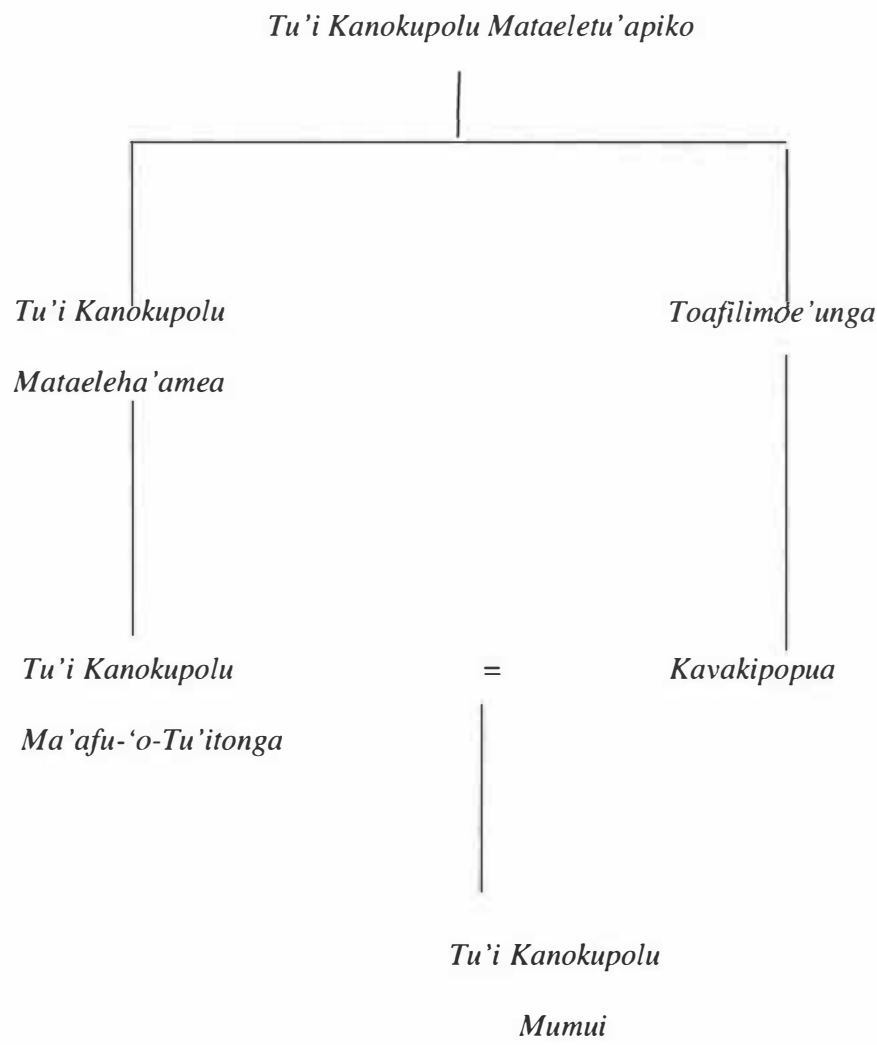 Tu'i Kanokupolu Mataeletu'apiko
Tu'i Kanokupolu Toafilimoe'unga
Mataeleha'amea
Tu'i Kanokupolu = Kavakipopua
Ma'afu-‘o-Tu'itonga
Tu'i Kanokupolu
Mumui